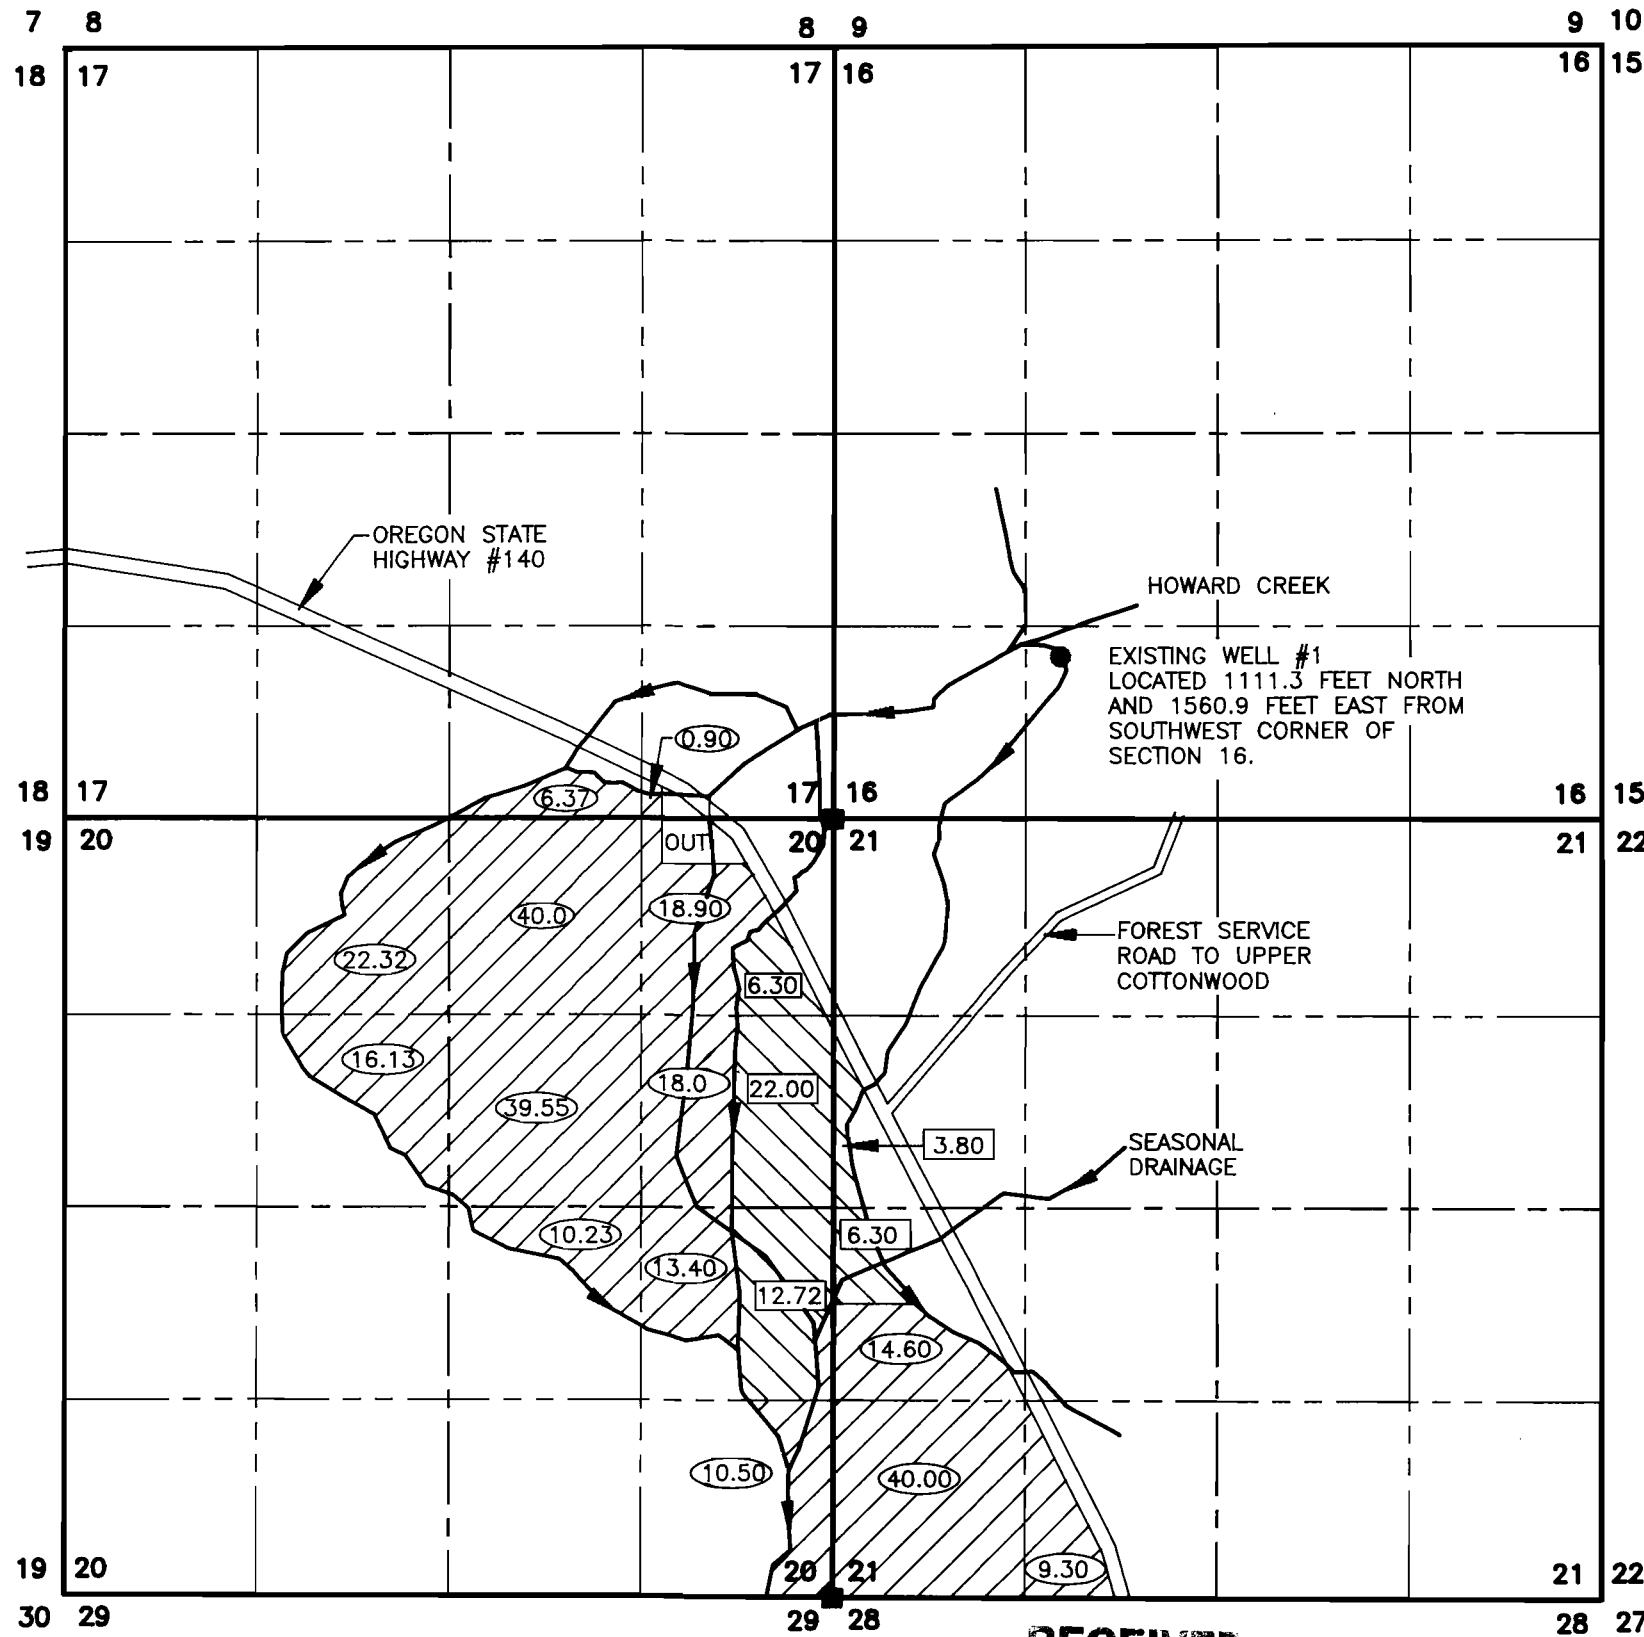 7 8 8 9 9 10
18 17 17 16 16 15
OREGON STATE
HIGHWAY #140
HOWARD CREEK
EXISTING WELL #1
LOCATED 1111.3 FEET NORTH
AND 1560.9 FEET EAST FROM
SOUTHWEST CORNER OF
SECTION 16.
0.90
6.37
18 17 17 16 16 15
19 20 20 21 21 22
OUT
18.90
40.0
22.32
FOREST SERVICE
ROAD TO UPPER
COTTONWOOD
6.30
16.13
18.0
22.00
39.55
3.80
SEASONAL
DRAINAGE
10.23
6.30
13.40
12.72
14.60
10.50
40.00
9.30
19 20 20 21 21 22
30 29 29 28 28 27
RECEIVED